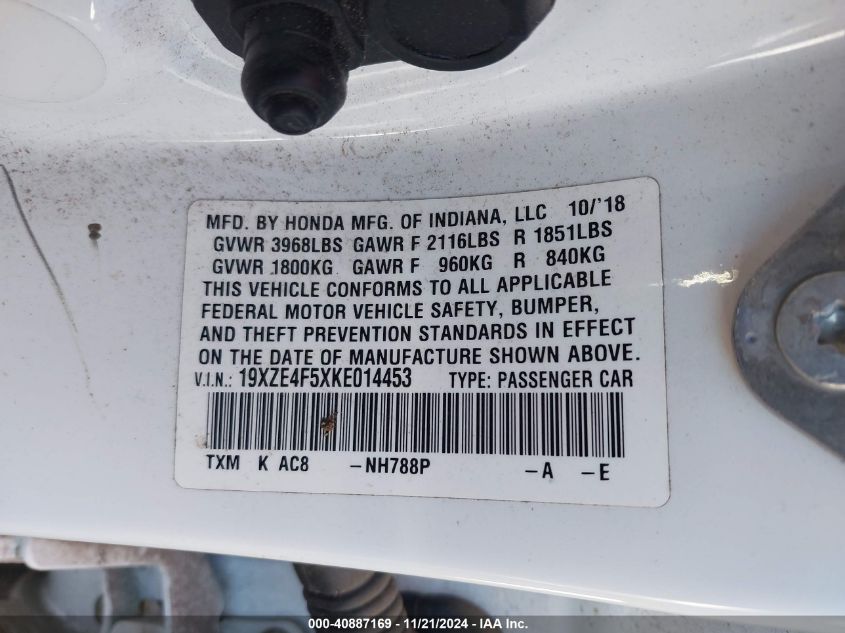 MFD. BY HONDA MFG. OF INDIANA, LLC 10/'18
GVWR 3968LBS GAWR F 2116LBS R 1851LBS
GVWR 1800KG GAWR F 960KG R 840KG
THIS VEHICLE CONFORMS TO ALL APPLICABLE
FEDERAL MOTOR VEHICLE SAFETY, BUMPER,
AND THEFT PREVENTION STANDARDS IN EFFECT
ON THE DATE OF MANUFACTURE SHOWN ABOVE.
V.I.N.: 19XZE4F5XKE014453 TYPE: PASSENGER CAR
TXM K AC8 -NH788P -A -E
000-40887169 - 11/21/2024 - IAA Inc.